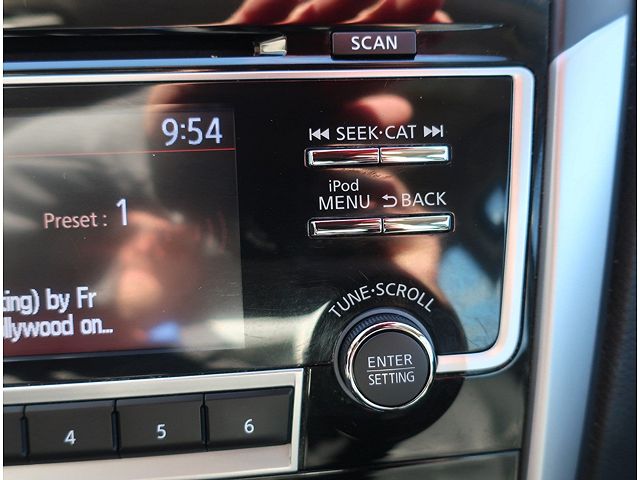 SCAN
9:54
SEEK·CAT
iPod
MENU
BACK
Preset : 1
ting) by Fr
llywood on...
TUNE·SCROLL
ENTER
SETTING
4
5
6